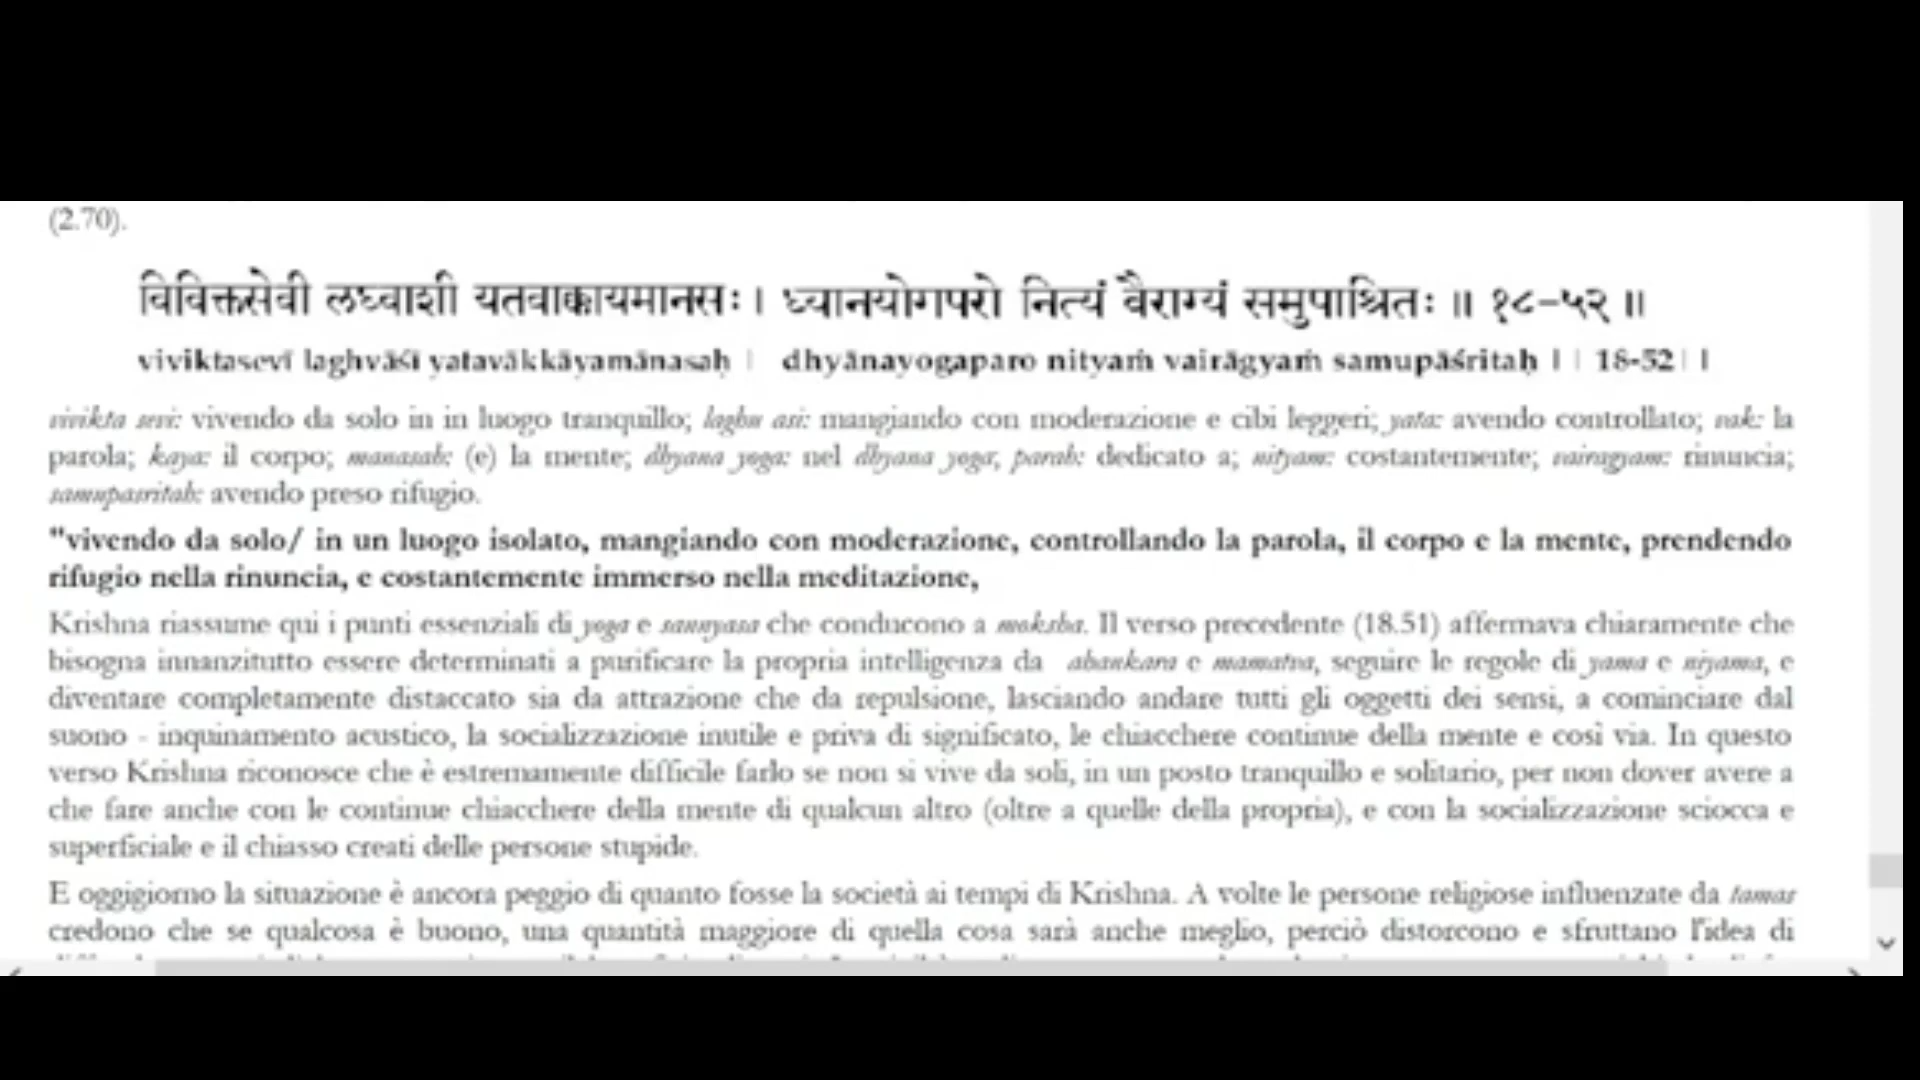 (2.70).
विविक्तसेवी लघ्वाशी यतवाक्कायमानसः । ध्यानयोगपरो नित्यं वैराग्यं समुपाश्रितः ॥ १८-५२ ॥
viviktasevī laghvāśī yatavākkāyamānasaḥ | dhyānayogaparo nityaṁ vairāgyaṁ samupāśritaḥ || 18-52||
vivikta sevi: vivendo da solo in in luogo tranquillo; laghu asi: mangiando con moderazione e cibi leggeri; yata: avendo controllato; vak: la
parola; kaya: il corpo; manasah: (e) la mente; dhyana yoga: nel dhyana yoga; parah: dedicato a; nityam: costantemente; vairagyam: rinuncia;
samupasritah: avendo preso rifugio.
"vivendo da solo/ in un luogo isolato, mangiando con moderazione, controllando la parola, il corpo e la mente, prendendo
rifugio nella rinuncia, e costantemente immerso nella meditazione,
Krishna riassume qui i punti essenziali di yoga e sannyasa che conducono a moksha. Il verso precedente (18.51) affermava chiaramente che
bisogna innanzitutto essere determinati a purificare la propria intelligenza da ahankara e mamatva, seguire le regole di yama e niyama, e
diventare completamente distaccato sia da attrazione che da repulsione, lasciando andare tutti gli oggetti dei sensi, a cominciare dal
suono - inquinamento acustico, la socializzazione inutile e priva di significato, le chiacchere continue della mente e così via. In questo
verso Krishna riconosce che è estremamente difficile farlo se non si vive da soli, in un posto tranquillo e solitario, per non dover avere a
che fare anche con le continue chiacchere della mente di qualcun altro (oltre a quelle della propria), e con la socializzazione sciocca e
superficiale e il chiasso creati delle persone stupide.
E oggigiorno la situazione è ancora peggio di quanto fosse la società ai tempi di Krishna. A volte le persone religiose influenzate da tamas
credono che se qualcosa è buono, una quantità maggiore di quella cosa sarà anche meglio, perciò distorcono e sfruttano l'idea di